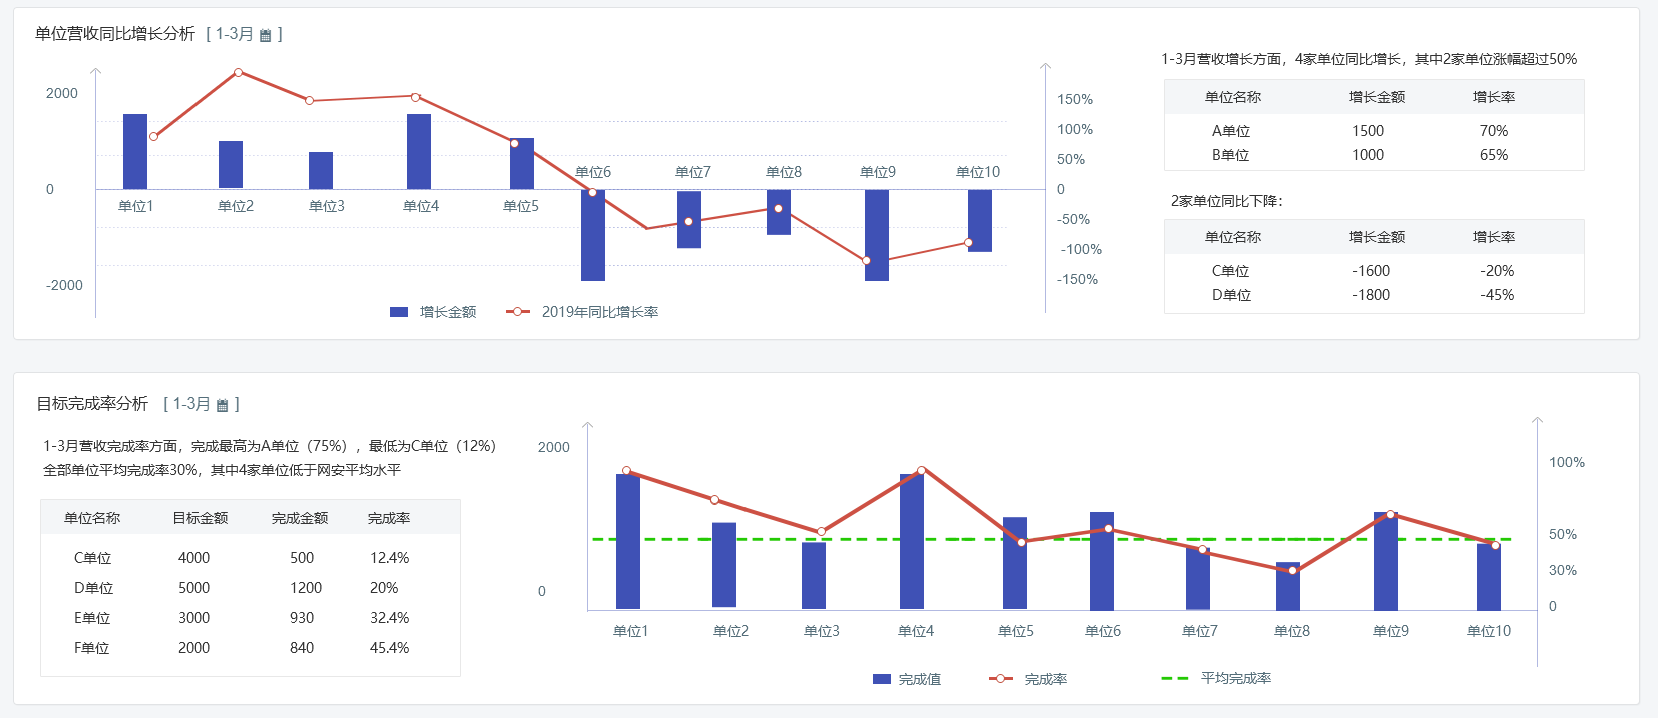 单位营收同比增长分析 [ 1-3月 ]
2000
0
-2000
单位1 单位2 单位3 单位4 单位5 单位6 单位7 单位8 单位9 单位10
150%
100%
50%
0
-50%
-100%
-150%
增长金额 2019年同比增长率
1-3月营收增长方面，4家单位同比增长，其中2家单位涨幅超过50%
单位名称 增长金额 增长率
A单位 1500 70%
B单位 1000 65%
2家单位同比下降：
单位名称 增长金额 增长率
C单位 -1600 -20%
D单位 -1800 -45%
目标完成率分析 [ 1-3月 ]
1-3月营收完成率方面，完成最高为A单位（75%），最低为C单位（12%）
全部单位平均完成率30%，其中4家单位低于网安平均水平
单位名称 目标金额 完成金额 完成率
C单位 4000 500 12.4%
D单位 5000 1200 20%
E单位 3000 930 32.4%
F单位 2000 840 45.4%
2000
0
100%
50%
30%
0
单位1 单位2 单位3 单位4 单位5 单位6 单位7 单位8 单位9 单位10
完成值 完成率 平均完成率